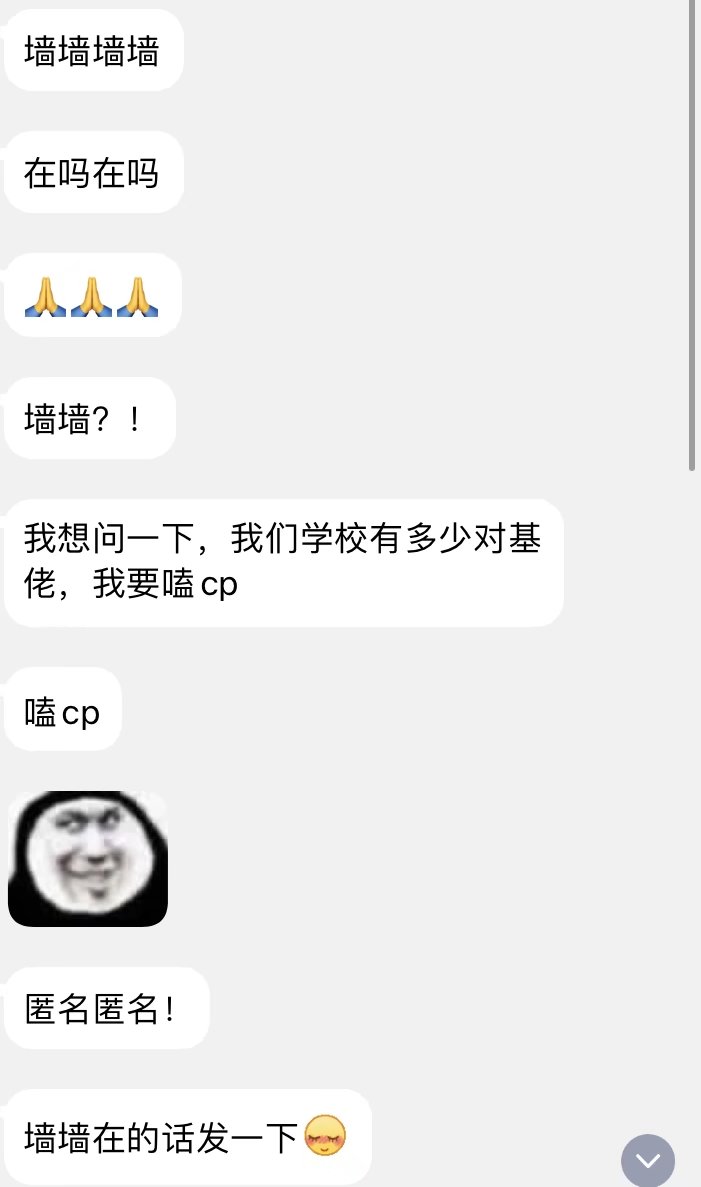 墙墙墙墙
在吗在吗
🙏🙏🙏
墙墙？！
我想问一下，我们学校有多少对基
佬，我要嗑cp
嗑cp
匿名匿名！
墙墙在的话发一下